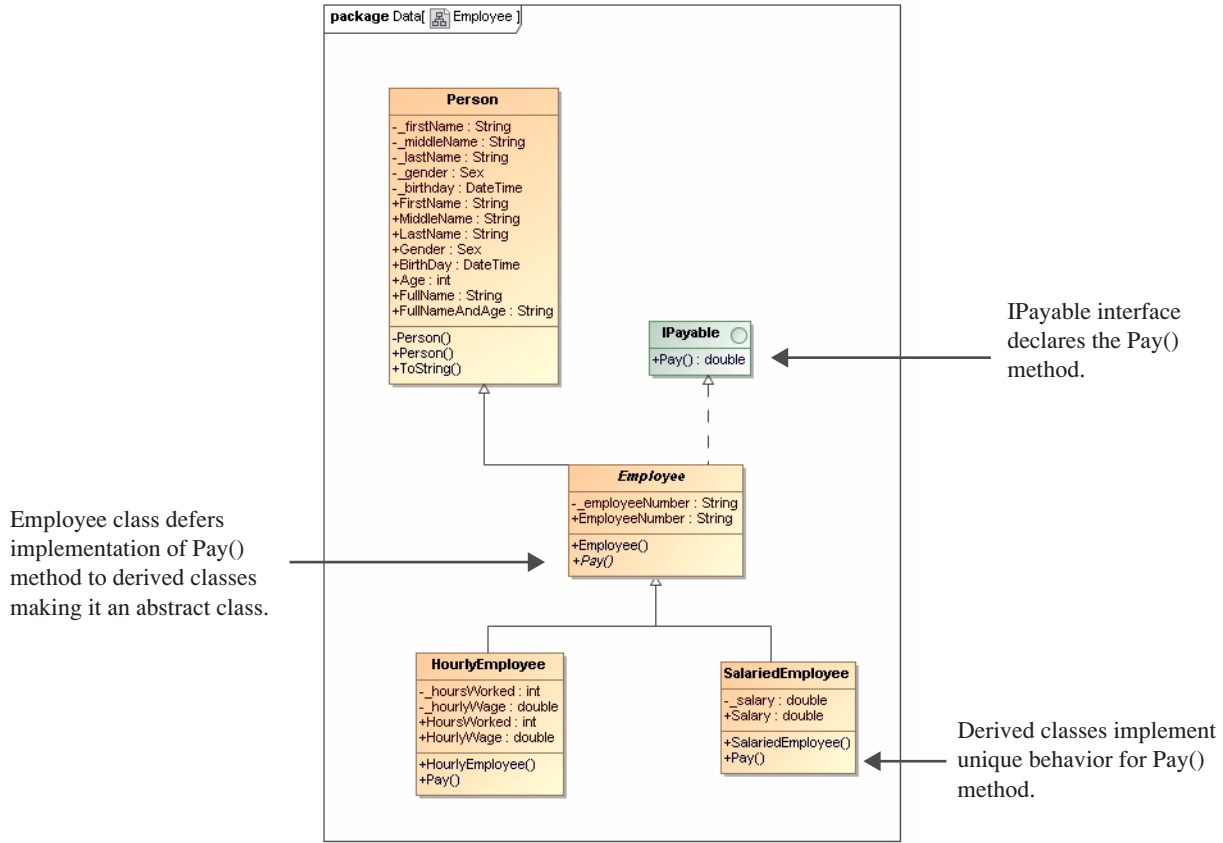 package Data[ Employee ]
Person
-_firstName : String
-_middleName : String
-_lastName : String
-_gender : Sex
-_birthday : DateTime
+FirstName : String
+MiddleName : String
+LastName : String
+Gender : Sex
+BirthDay : DateTime
+Age : int
+FullName : String
+FullNameAndAge : String
-Person()
+Person()
+ToString()
IPayable
+Pay() : double
IPayable interface
declares the Pay()
method.
Employee
-_employeeNumber : String
+EmployeeNumber : String
+Employee()
+Pay()
Employee class defers
implementation of Pay()
method to derived classes
making it an abstract class.
HourlyEmployee
-_hoursWorked : int
-_hourlyWage : double
+HoursWorked : int
+HourlyWage : double
+HourlyEmployee()
+Pay()
SalariedEmployee
-_salary : double
+Salary : double
+SalariedEmployee()
+Pay()
Derived classes implement
unique behavior for Pay()
method.